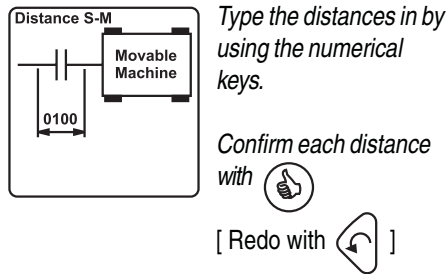 Distance S-M
Movable
Machine
0100
Type the distances in by
using the numerical
keys.
Confirm each distance
with
[ Redo with ]